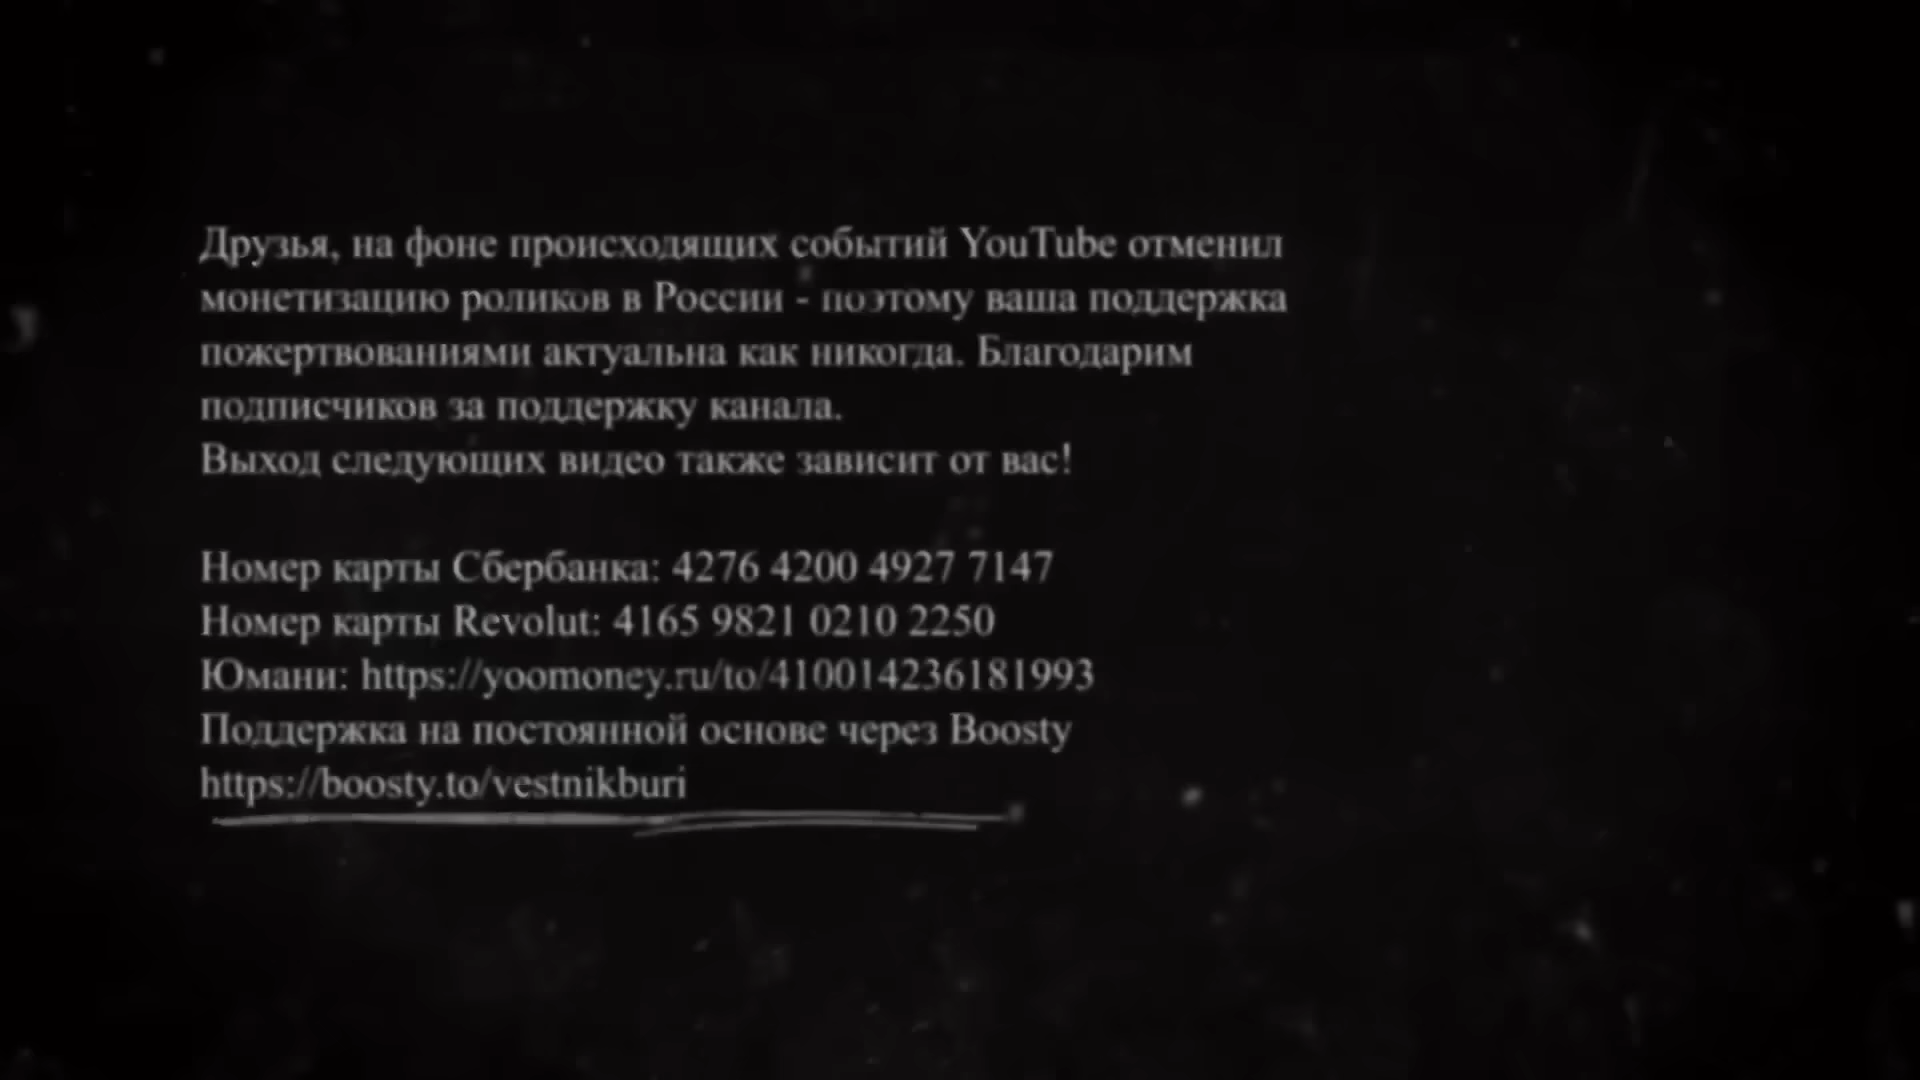 Друзья, на фоне происходящих событий YouTube отменил
монетизацию роликов в России - поэтому ваша поддержка
пожертвованиями актуальна как никогда. Благодарим
подписчиков за поддержку канала.
Выход следующих видео также зависит от вас!
Номер карты Сбербанка: 4276 4200 4927 7147
Номер карты Revolut: 4165 9821 0210 2250
Юмани: https://yoomoney.ru/to/410014236181993
Поддержка на постоянной основе через Boosty
https://boosty.to/vestnikburi